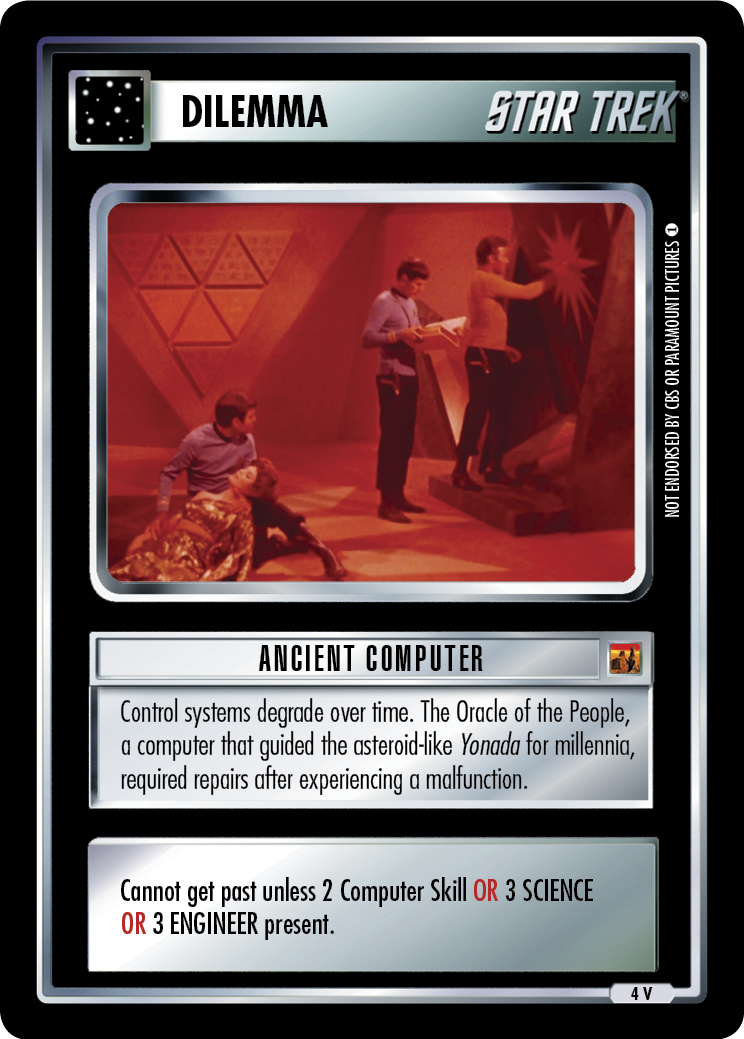 DILEMMA
STAR TREK®
NOT ENDORSED BY CBS OR PARAMOUNT PICTURES 1
ANCIENT COMPUTER
Control systems degrade over time. The Oracle of the People,
a computer that guided the asteroid-like Yonada for millennia,
required repairs after experiencing a malfunction.
Cannot get past unless 2 Computer Skill OR 3 SCIENCE
OR 3 ENGINEER present.
4 V